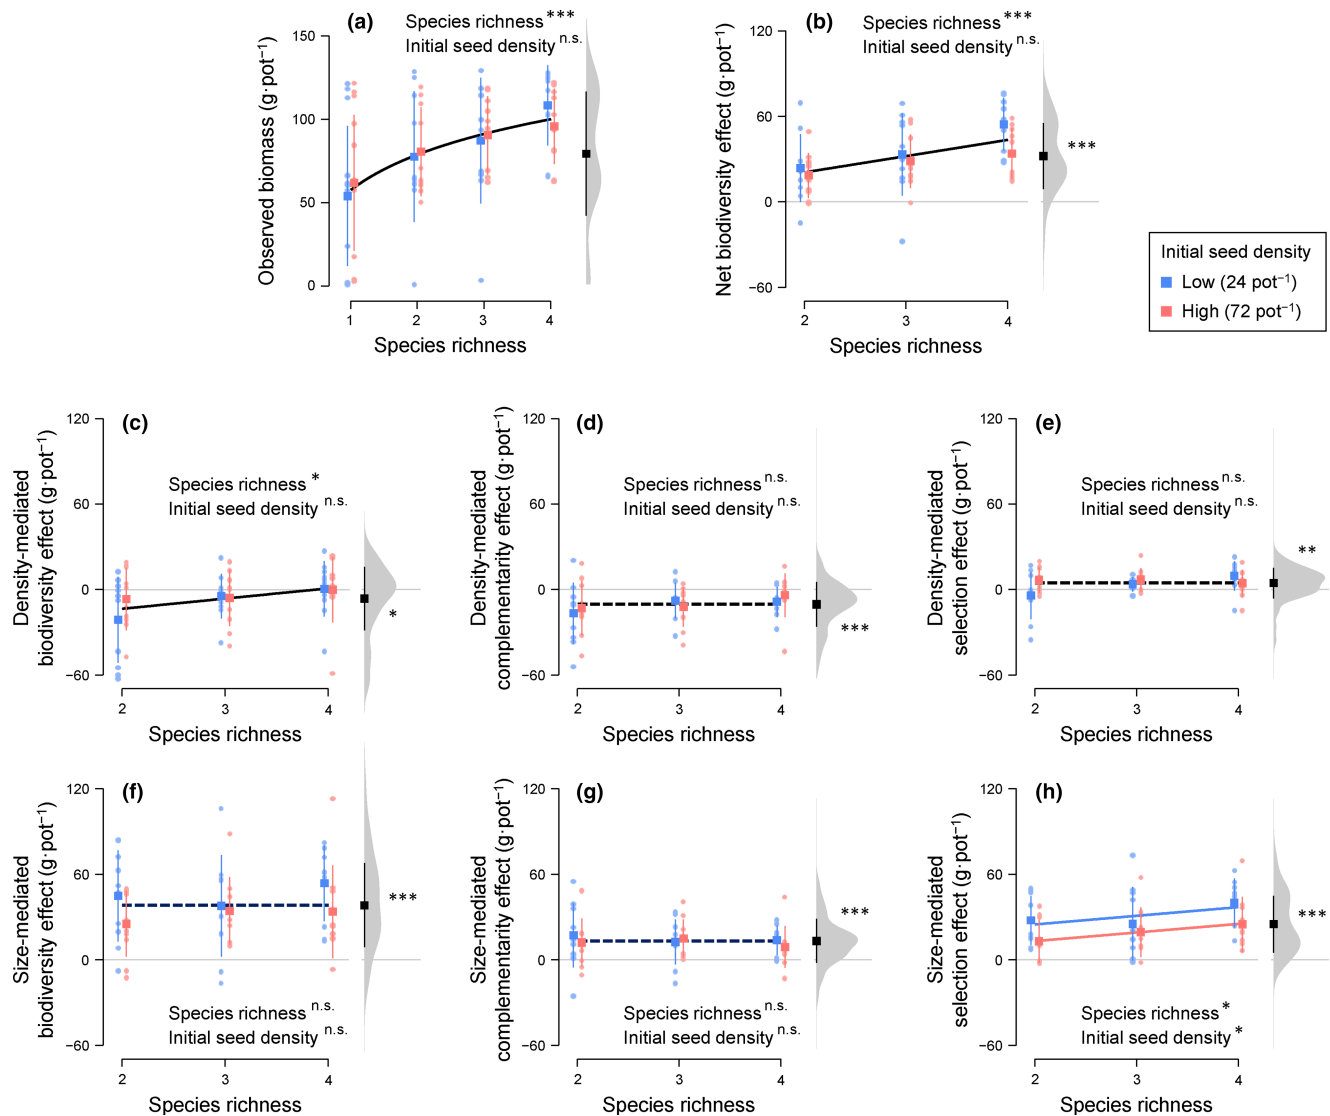 (a)
Species richness ***
Initial seed density n.s.
Observed biomass (g·pot⁻¹)
150
100
50
0
1 2 3 4
Species richness
(b)
Species richness ***
Initial seed density n.s.
Net biodiversity effect (g·pot⁻¹)
120
60
0
−60
***
2 3 4
Species richness
Initial seed density
Low (24 pot⁻¹)
High (72 pot⁻¹)
(c)
Species richness *
Initial seed density n.s.
Density-mediated
biodiversity effect (g·pot⁻¹)
120
60
0
−60
*
2 3 4
Species richness
(d)
Species richness n.s.
Initial seed density n.s.
Density-mediated
complementarity effect (g·pot⁻¹)
120
60
0
−60
***
2 3 4
Species richness
(e)
Species richness n.s.
Initial seed density n.s.
Density-mediated
selection effect (g·pot⁻¹)
120
60
0
−60
**
2 3 4
Species richness
(f)
Size-mediated
biodiversity effect (g·pot⁻¹)
120
60
0
−60
***
Species richness n.s.
Initial seed density n.s.
2 3 4
Species richness
(g)
Size-mediated
complementary effect (g·pot⁻¹)
120
60
0
−60
***
Species richness n.s.
Initial seed density n.s.
2 3 4
Species richness
(h)
Size-mediated
selection effect (g·pot⁻¹)
120
60
0
−60
***
Species richness *
Initial seed density *
2 3 4
Species richness